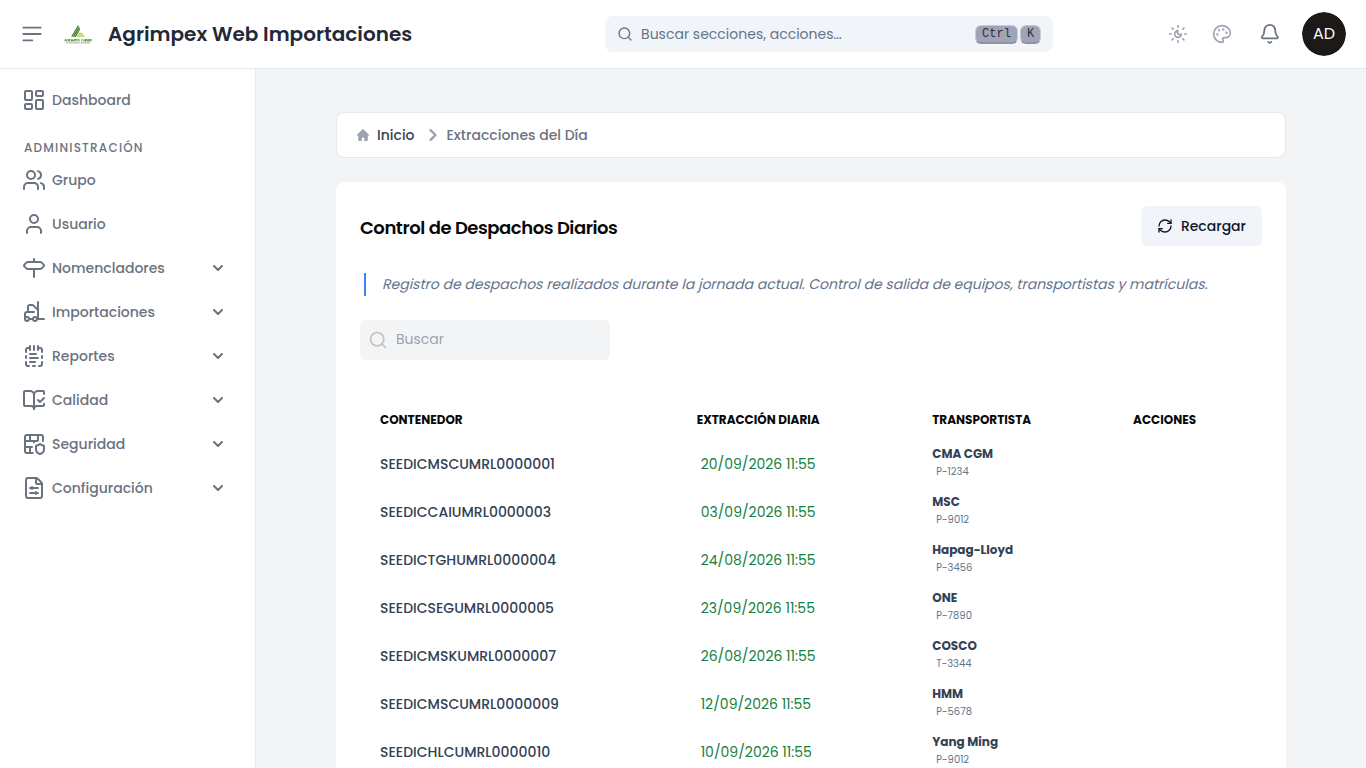 Agrimpex Web Importaciones
Buscar secciones, acciones...
Ctrl K
AD
Dashboard
ADMINISTRACIÓN
Grupo
Usuario
Nomencladores
Importaciones
Reportes
Calidad
Seguridad
Configuración
Inicio
Extracciones del Día
Control de Despachos Diarios
Recargar
Registro de despachos realizados durante la jornada actual. Control de salida de equipos, transportistas y matrículas.
Buscar
CONTENEDOR EXTRACCIÓN DIARIA TRANSPORTISTA ACCIONES
SEEDICMSCUMRL0000001 20/09/2026 11:55 CMA CGM
P-1234
SEEDICCAIUMRL0000003 03/09/2026 11:55 MSC
P-9012
SEEDICTGHUMRL0000004 24/08/2026 11:55 Hapag-Lloyd
P-3456
SEEDICSEGUMRL0000005 23/09/2026 11:55 ONE
P-7890
SEEDICMSKUMRL0000007 26/08/2026 11:55 COSCO
T-3344
SEEDICMSCUMRL0000009 12/09/2026 11:55 HMM
P-5678
SEEDICHLCUMRL0000010 10/09/2026 11:55 Yang Ming
P-9012